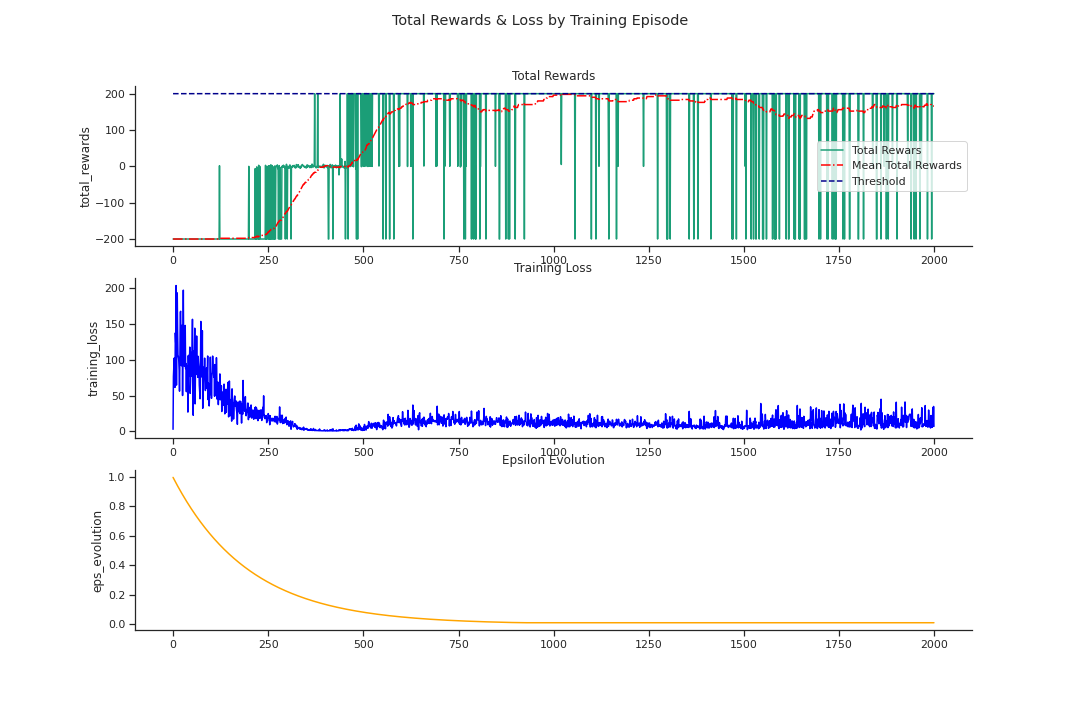 Total Rewards & Loss by Training Episode
Total Rewards
total_rewards
200
100
0
−100
−200
0 250 500 750 1000 1250 1500 1750 2000
Total Rewars
Mean Total Rewards
Threshold
Training Loss
training_loss
200
150
100
50
0
0 250 500 750 1000 1250 1500 1750 2000
Epsilon Evolution
eps_evolution
1.0
0.8
0.6
0.4
0.2
0.0
0 250 500 750 1000 1250 1500 1750 2000